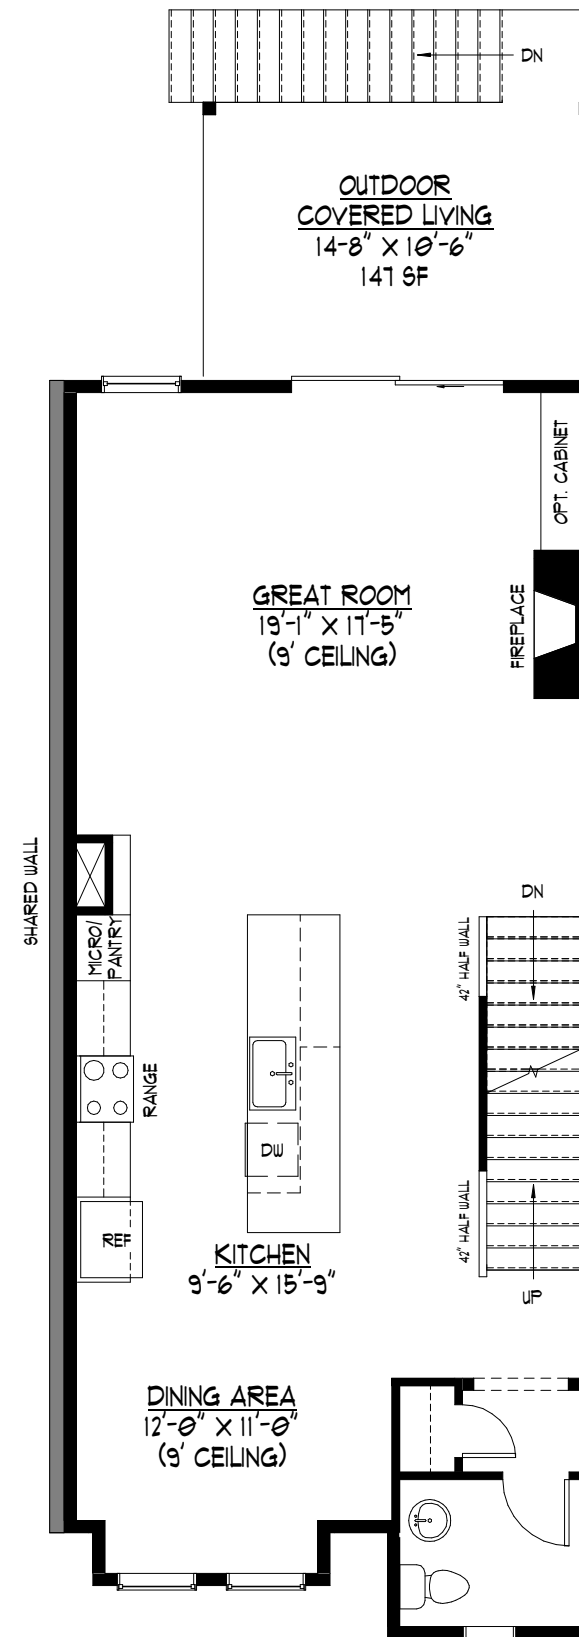 DN
OUTDOOR
COVERED LIVING
14-8" X 10'-6"
147 SF
OPT. CABINET
GREAT ROOM
19'-1" X 17'-5"
(9' CEILING)
FIREPLACE
SHARED WALL
MICRO/
PANTRY
DN
42" HALF WALL
RANGE
DW
REF
42" HALF WALL
KITCHEN
9'-6" X 15'-9"
UP
DINING AREA
12'-0" X 11'-0"
(9' CEILING)